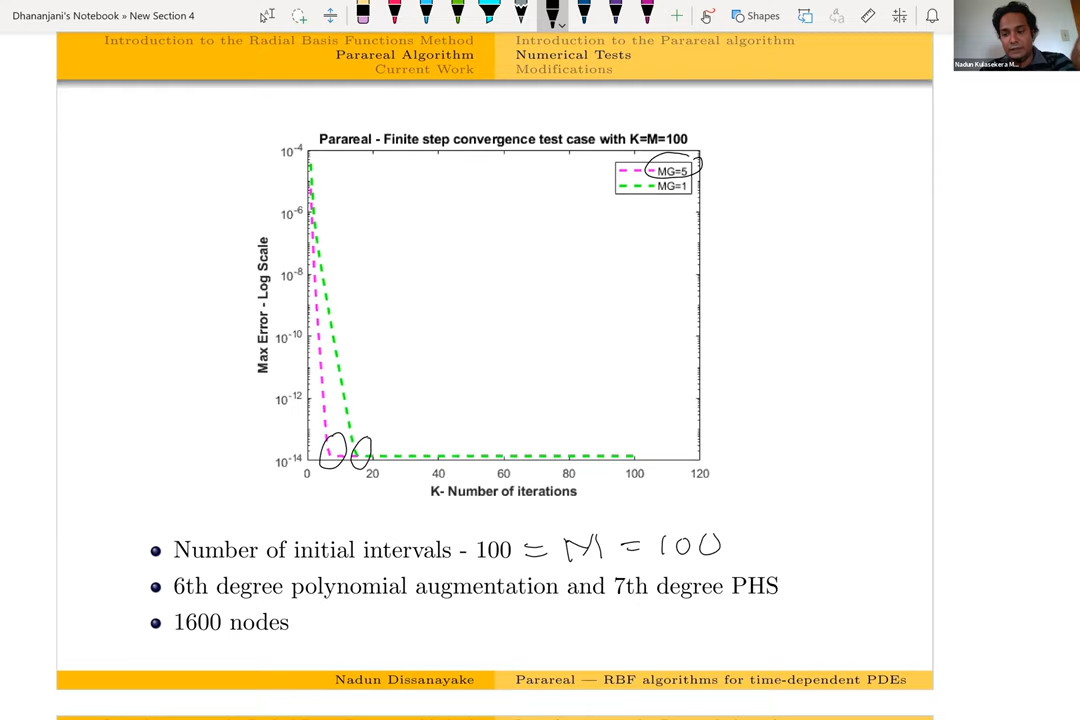 Dhananjani's Notebook » New Section 4
Shapes
Nadun Kulasekera M...
Introduction to the Radial Basis Functions Method
Parareal Algorithm
Current Work
Introduction to the Parareal algorithm
Numerical Tests
Modifications
Parareal - Finite step convergence test case with K=M=100
MG=5
MG=1
Max Error - Log Scale
10-4
10-6
10-8
10-10
10-12
10-14
0 20 40 60 80 100 120
K- Number of iterations
Number of initial intervals - 100 = M = 100
6th degree polynomial augmentation and 7th degree PHS
1600 nodes
Nadun Dissanayake
Parareal — RBF algorithms for time-dependent PDEs